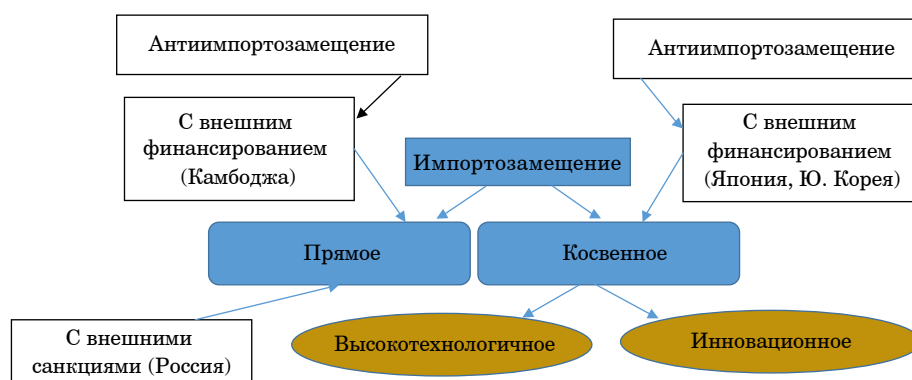 Антиимпортозамещение
Антиимпортозамещение
С внешним
финансированием
(Камбоджа)
Импортозамещение
С внешним
финансированием
(Япония, Ю. Корея)
Прямое
Косвенное
С внешними
санкциями (Россия)
Высокотехнологичное
Инновационное